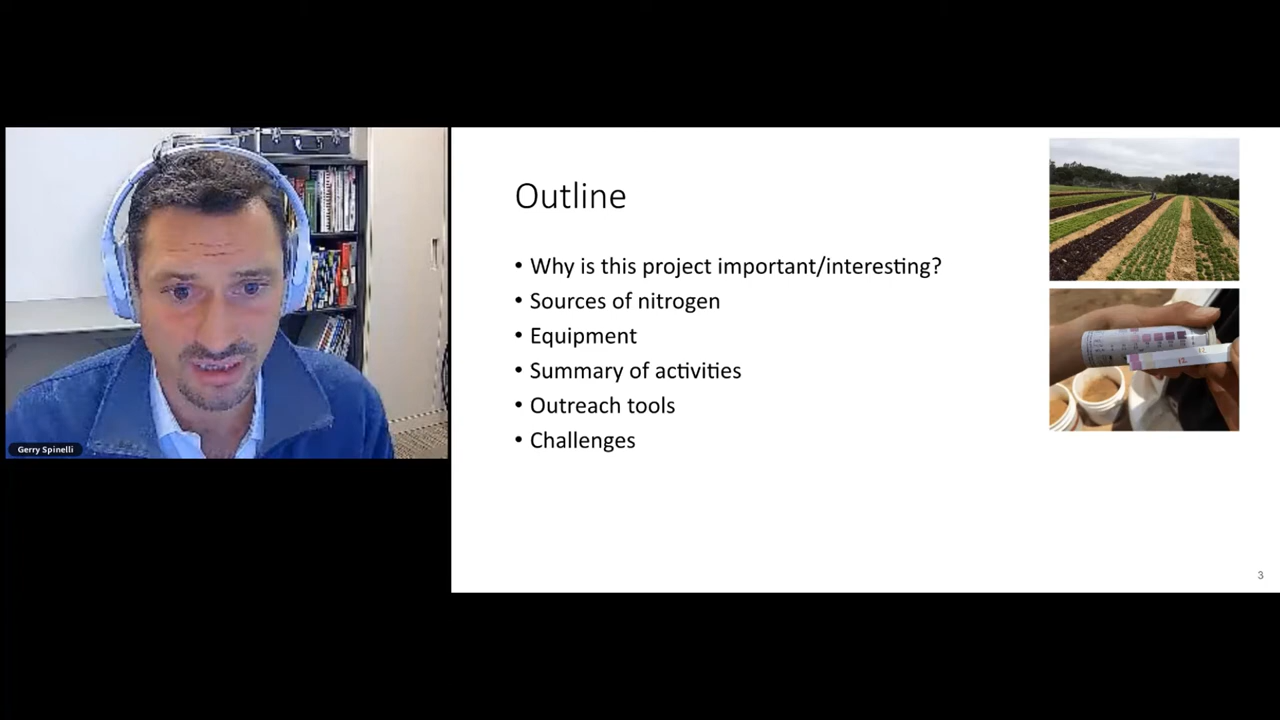 Gerry Spinelli
Outline
• Why is this project important/interesting?
• Sources of nitrogen
• Equipment
• Summary of activities
• Outreach tools
• Challenges
3